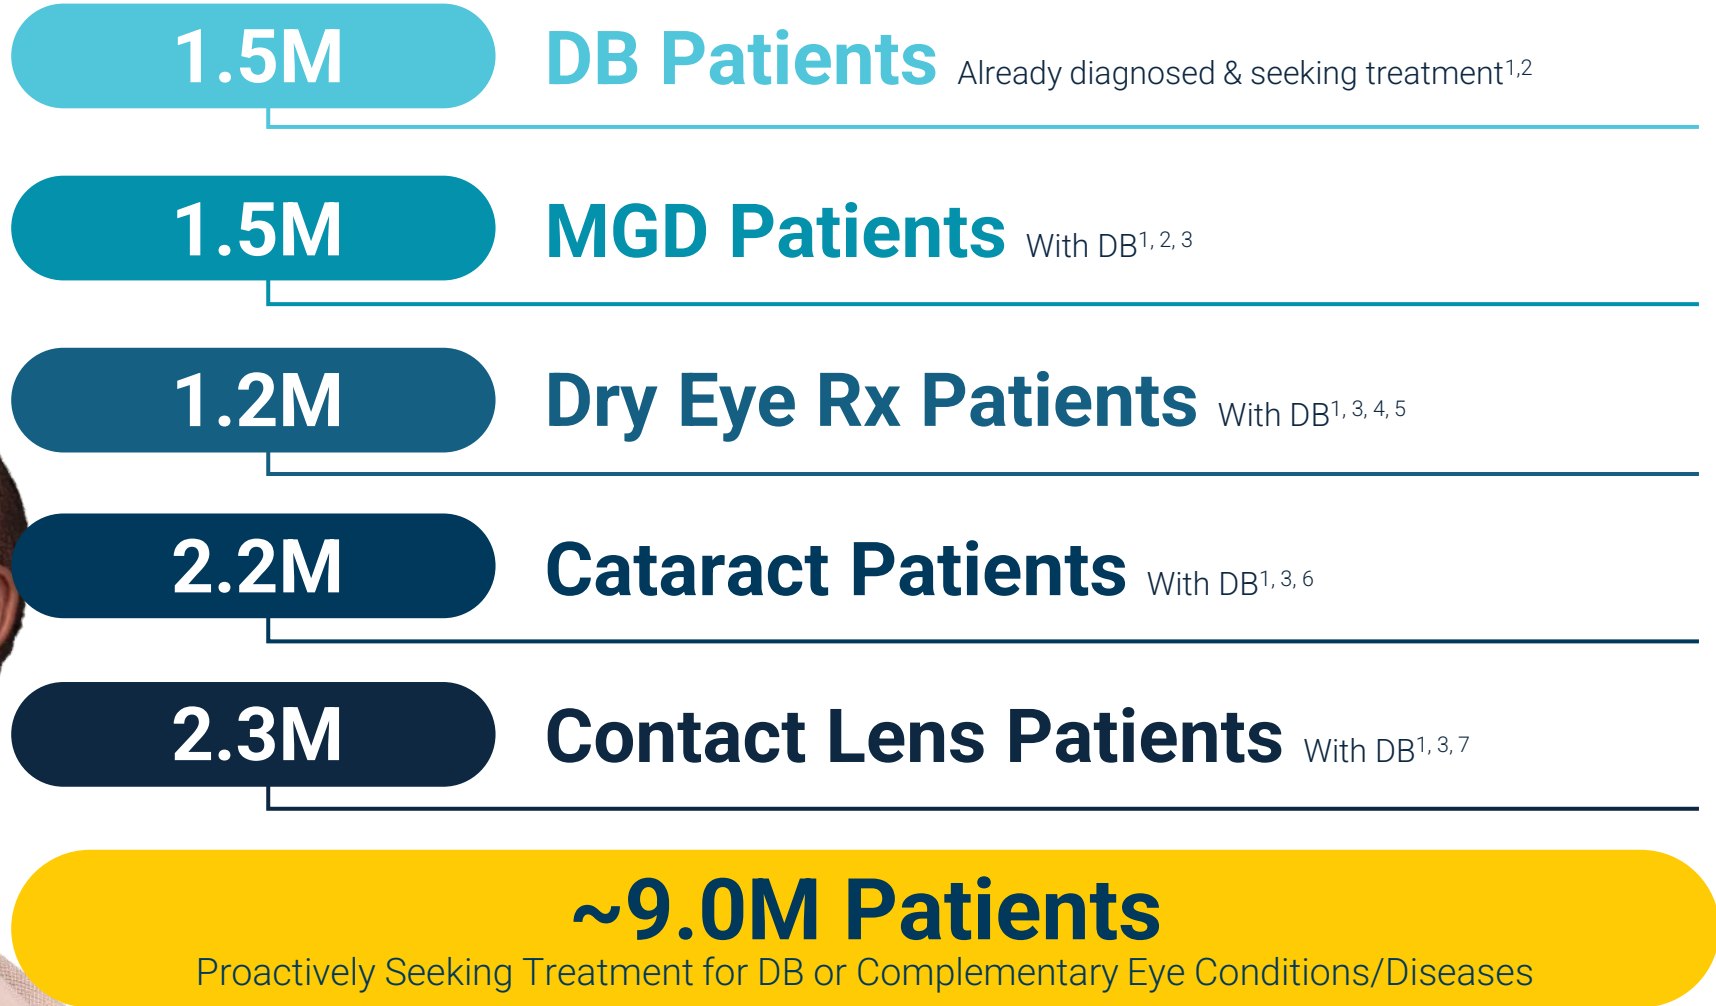 1.5M DB Patients Already diagnosed & seeking treatment1,2
1.5M MGD Patients With DB1, 2, 3
1.2M Dry Eye Rx Patients With DB1, 3, 4, 5
2.2M Cataract Patients With DB1, 3, 6
2.3M Contact Lens Patients With DB1, 3, 7
~9.0M Patients
Proactively Seeking Treatment for DB or Complementary Eye Conditions/Diseases